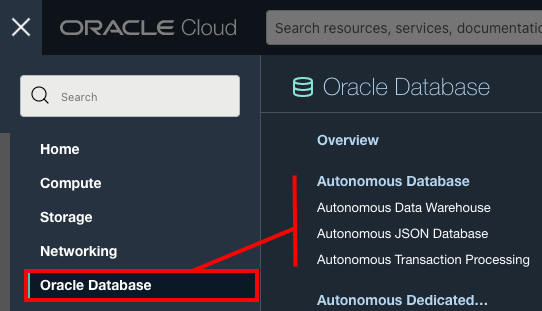 ORACLE Cloud
Search resources, services, documentatio
Search
Home
Compute
Storage
Networking
Oracle Database
Oracle Database
Overview
Autonomous Database
Autonomous Data Warehouse
Autonomous JSON Database
Autonomous Transaction Processing
Autonomous Dedicated...